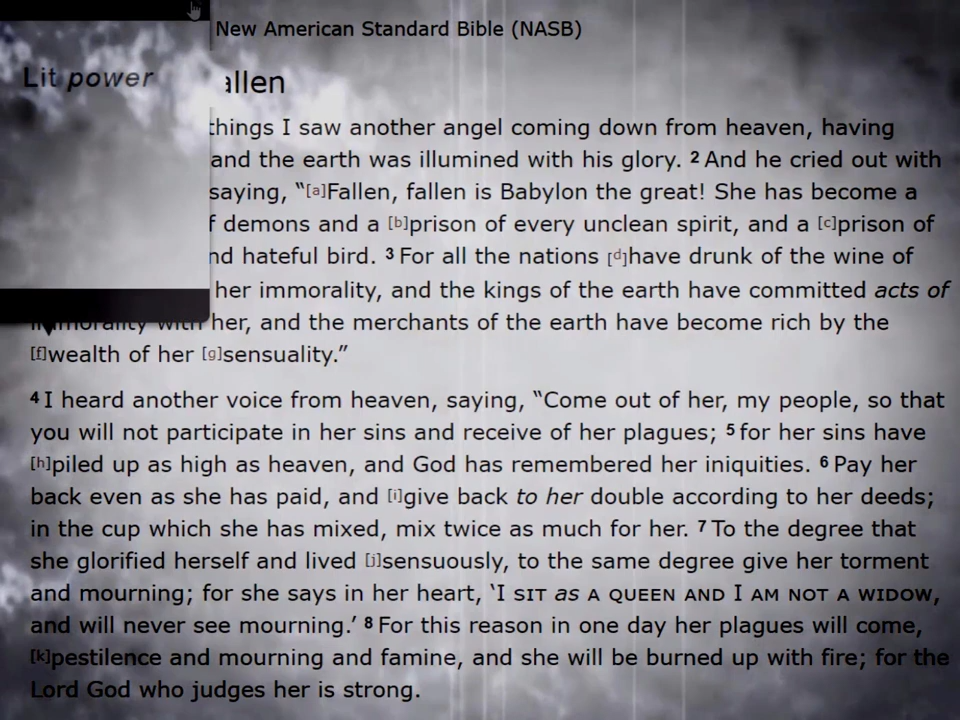 New American Standard Bible (NASB)
Lit power
allen
things I saw another angel coming down from heaven, having
and the earth was illumined with his glory. 2 And he cried out with
saying, “[a]Fallen, fallen is Babylon the great! She has become a
f demons and a [b]prison of every unclean spirit, and a [c]prison of
nd hateful bird. 3 For all the nations [d]have drunk of the wine of
her immorality, and the kings of the earth have committed acts of
immorality with her, and the merchants of the earth have become rich by the
[f]wealth of her [g]sensuality.”
4 I heard another voice from heaven, saying, “Come out of her, my people, so that
you will not participate in her sins and receive of her plagues; 5 for her sins have
[h]piled up as high as heaven, and God has remembered her iniquities. 6 Pay her
back even as she has paid, and [i]give back to her double according to her deeds;
in the cup which she has mixed, mix twice as much for her. 7 To the degree that
she glorified herself and lived [j]sensuously, to the same degree give her torment
and mourning; for she says in her heart, ‘I SIT as A QUEEN AND I AM NOT A WIDOW,
and will never see mourning.’ 8 For this reason in one day her plagues will come,
[k]pestilence and mourning and famine, and she will be burned up with fire; for the
Lord God who judges her is strong.